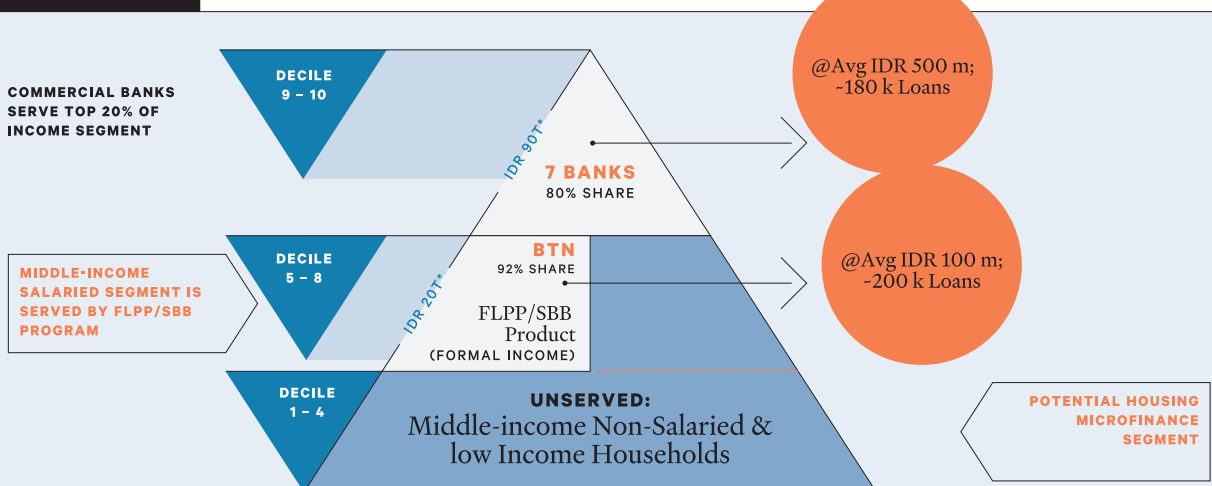 COMMERCIAL BANKS
SERVE TOP 20% OF
INCOME SEGMENT
DECILE
9 – 10
IDR 90T*
7 BANKS
80% SHARE
@Avg IDR 500 m;
~180 k Loans
MIDDLE-INCOME
SALARIED SEGMENT IS
SERVED BY FLPP/SBB
PROGRAM
DECILE
5 – 8
IDR 20T*
BTN
92% SHARE
FLPP/SBB
Product
(FORMAL INCOME)
@Avg IDR 100 m;
~200 k Loans
DECILE
1 – 4
UNSERVED:
Middle-income Non-Salaried &
low Income Households
POTENTIAL HOUSING
MICROFINANCE
SEGMENT